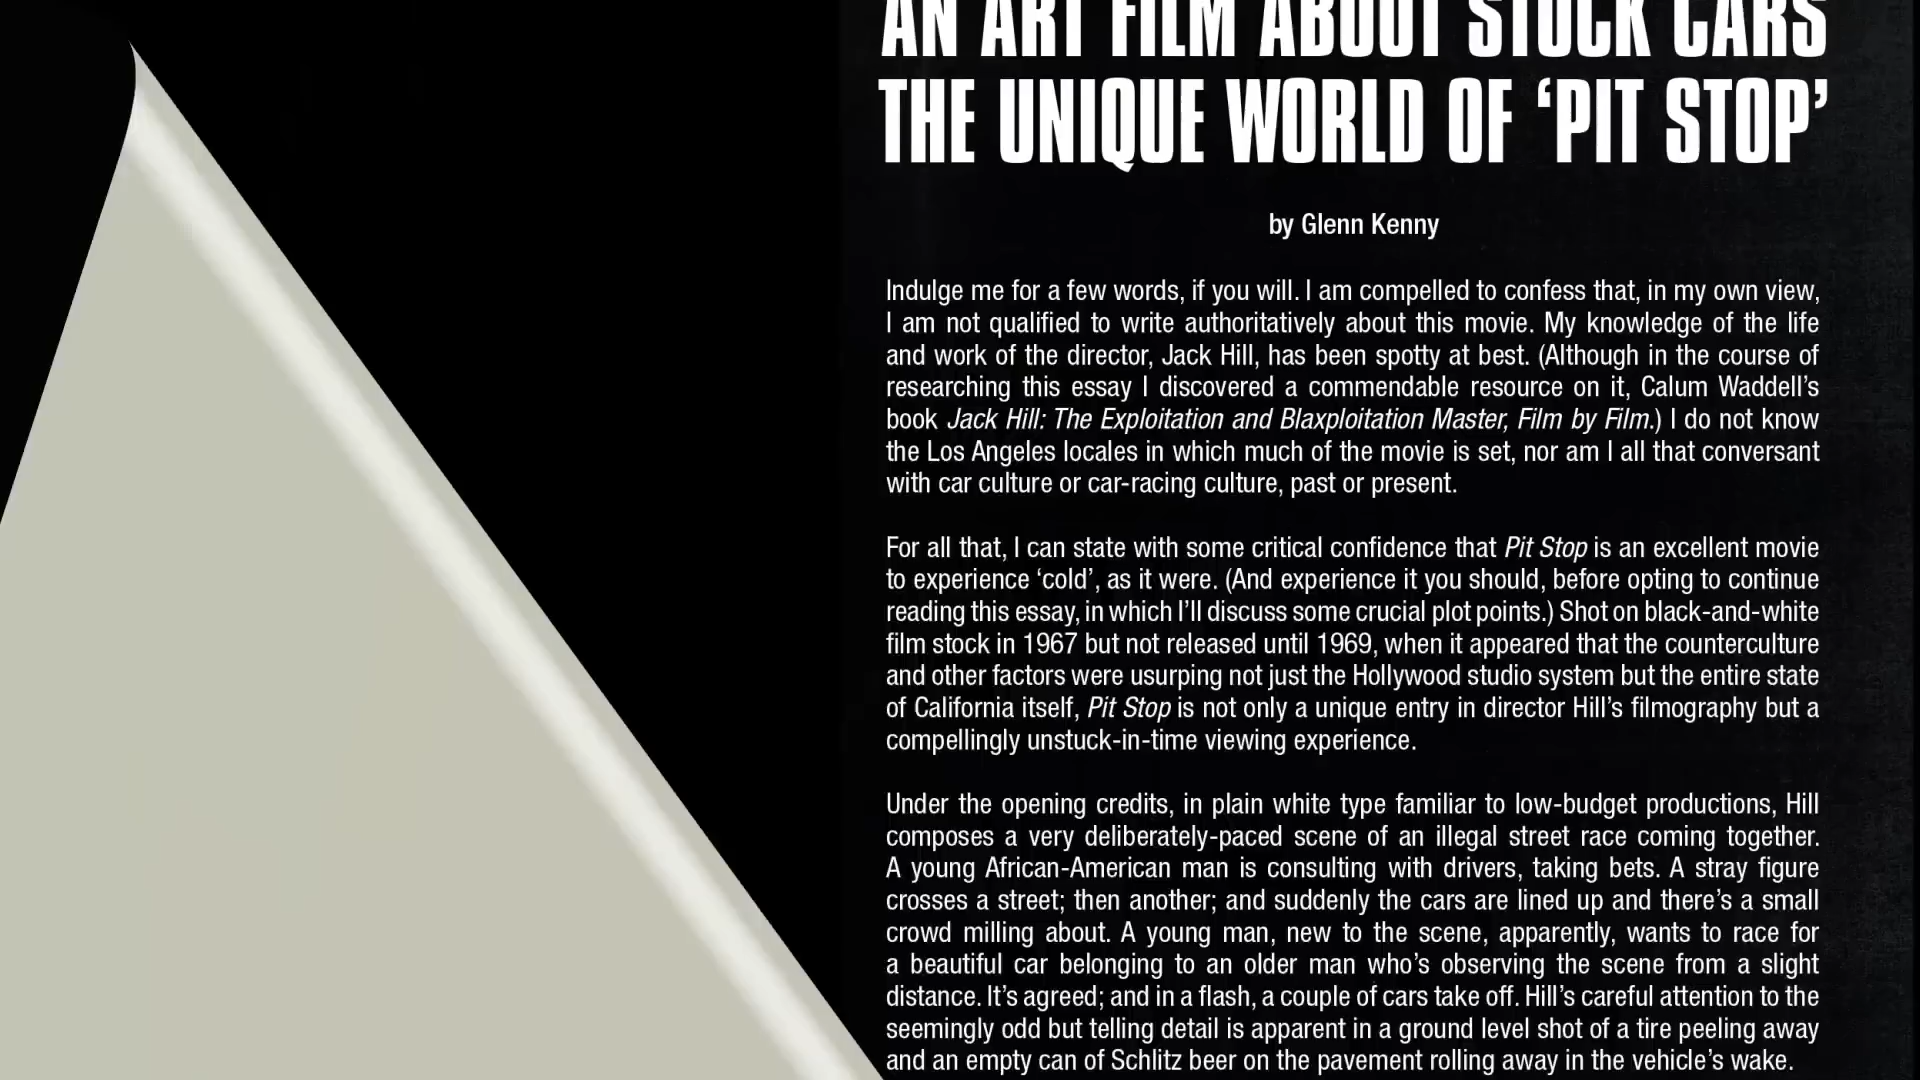 AN ART FILM ABOUT STOCK CARS
THE UNIQUE WORLD OF ‘PIT STOP’
by Glenn Kenny
Indulge me for a few words, if you will. I am compelled to confess that, in my own view,
I am not qualified to write authoritatively about this movie. My knowledge of the life
and work of the director, Jack Hill, has been spotty at best. (Although in the course of
researching this essay I discovered a commendable resource on it, Calum Waddell’s
book Jack Hill: The Exploitation and Blaxploitation Master, Film by Film.) I do not know
the Los Angeles locales in which much of the movie is set, nor am I all that conversant
with car culture or car-racing culture, past or present.
For all that, I can state with some critical confidence that Pit Stop is an excellent movie
to experience ‘cold’, as it were. (And experience it you should, before opting to continue
reading this essay, in which I’ll discuss some crucial plot points.) Shot on black-and-white
film stock in 1967 but not released until 1969, when it appeared that the counterculture
and other factors were usurping not just the Hollywood studio system but the entire state
of California itself, Pit Stop is not only a unique entry in director Hill’s filmography but a
compellingly unstuck-in-time viewing experience.
Under the opening credits, in plain white type familiar to low-budget productions, Hill
composes a very deliberately-paced scene of an illegal street race coming together.
A young African-American man is consulting with drivers, taking bets. A stray figure
crosses a street; then another; and suddenly the cars are lined up and there’s a small
crowd milling about. A young man, new to the scene, apparently, wants to race for
a beautiful car belonging to an older man who’s observing the scene from a slight
distance. It’s agreed; and in a flash, a couple of cars take off. Hill’s careful attention to the
seemingly odd but telling detail is apparent in a ground level shot of a tire peeling away
and an empty can of Schlitz beer on the pavement rolling away in the vehicle’s wake.